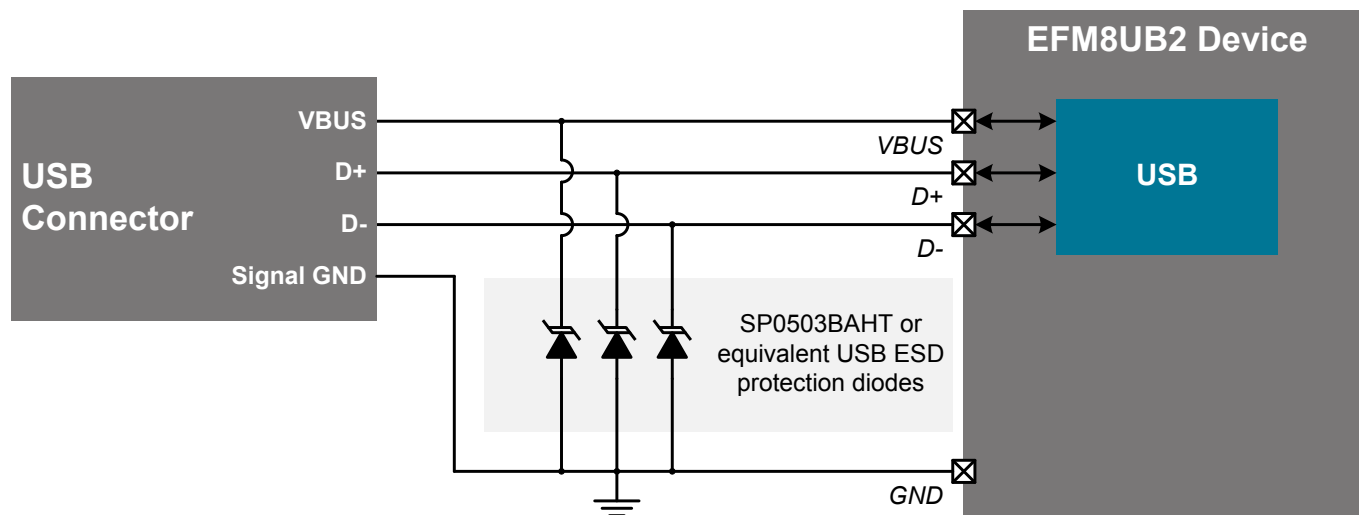 EFM8UB2 Device
USB
Connector
VBUS
D+
D-
Signal GND
VBUS
D+
D-
USB
SP0503BAHT or
equivalent USB ESD
protection diodes
GND